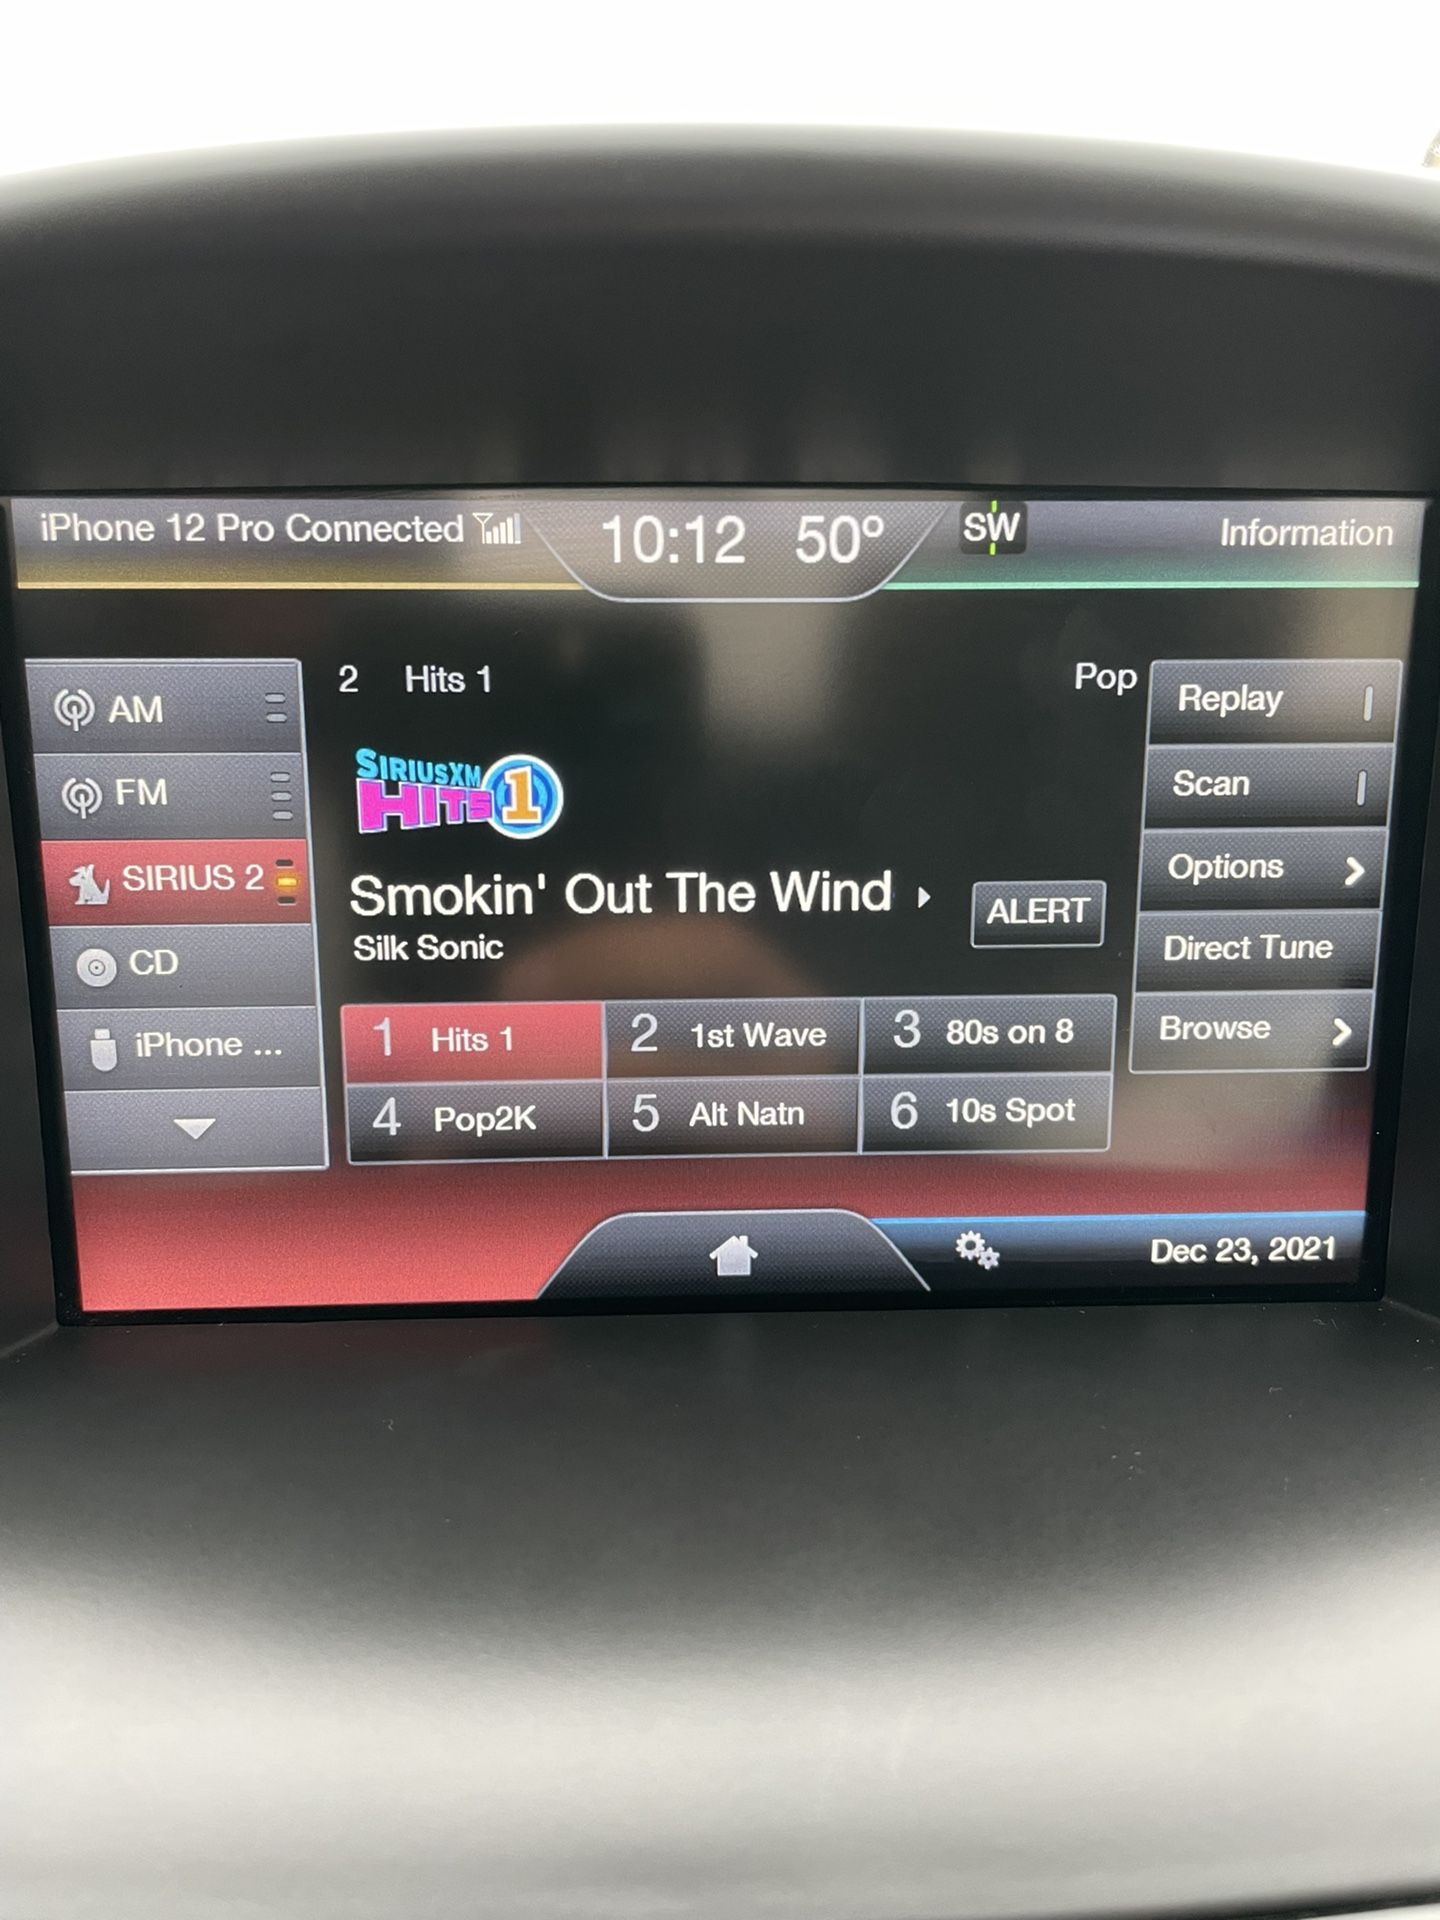 iPhone 12 Pro Connected
10:12 50º
SW
Information
AM
FM
SIRIUS 2
CD
iPhone ...
2 Hits 1
Pop
SIRIUSXM
HITS 1
Smokin' Out The Wind
Silk Sonic
ALERT
1 Hits 1
2 1st Wave
3 80s on 8
4 Pop2K
5 Alt Natn
6 10s Spot
Replay
Scan
Options
Direct Tune
Browse
Dec 23, 2021